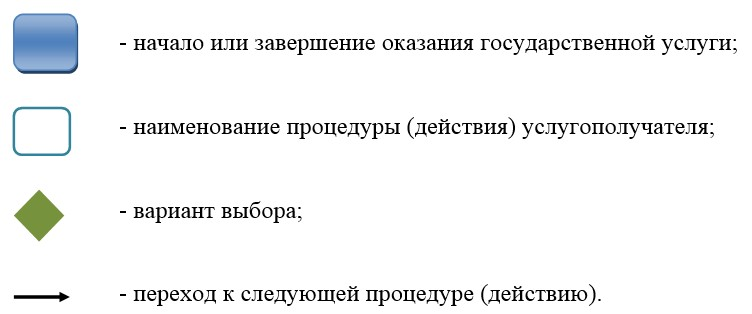 - начало или завершение оказания государственной услуги;
- наименование процедуры (действия) услугополучателя;
- вариант выбора;
- переход к следующей процедуре (действию).